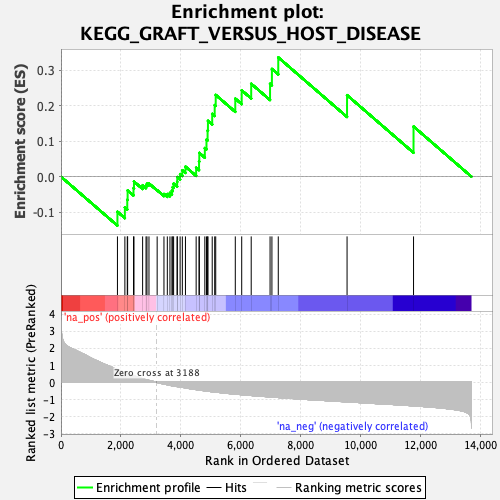 Enrichment plot:
KEGG_GRAFT_VERSUS_HOST_DISEASE
Enrichment score (ES)
0.3
0.2
0.1
0.0
-0.1
'na_pos' (positively correlated)
Ranked list metric (PreRanked)
4
3
2
1
0
-1
-2
-3
Zero cross at 3188
'na_neg' (negatively correlated)
0
2,000
4,000
6,000
8,000
10,000
12,000
14,000
Rank in Ordered Dataset
Enrichment profile
Hits
Ranking metric scores